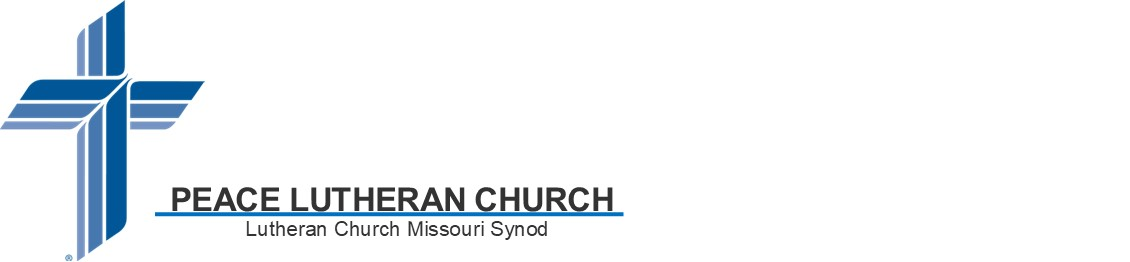 PEACE LUTHERAN CHURCH
Lutheran Church Missouri Synod
®